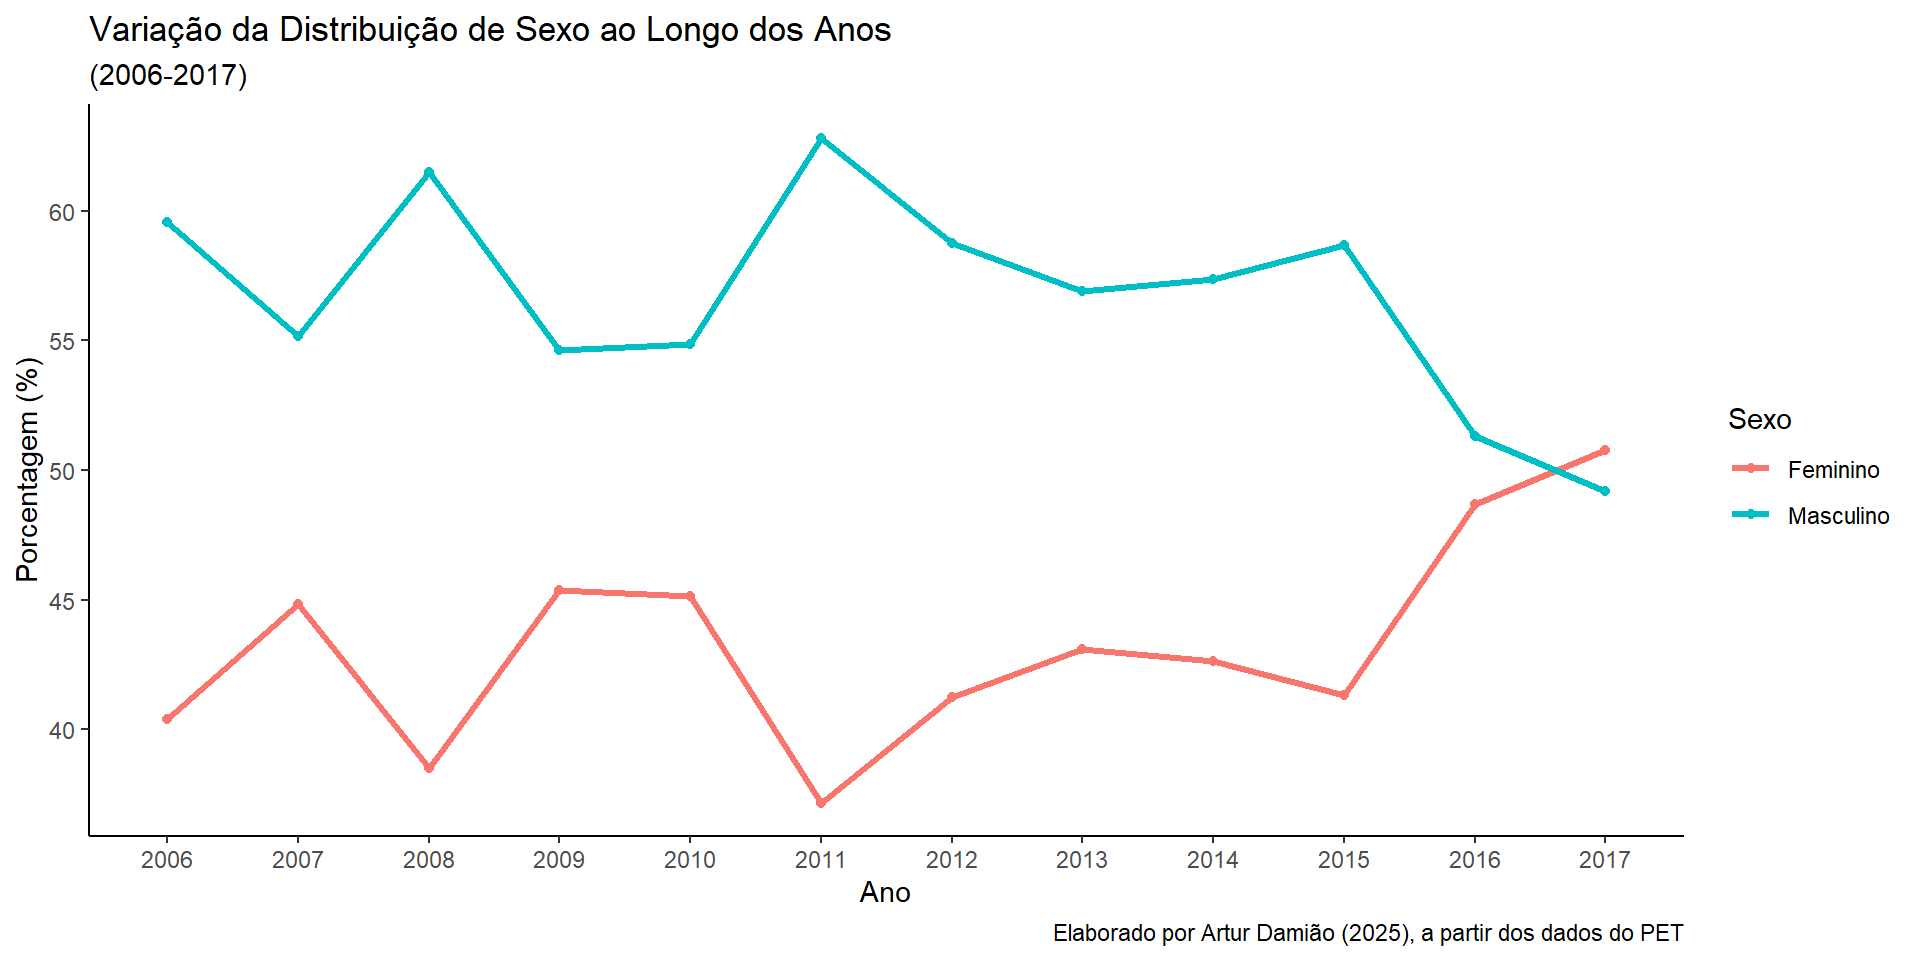 Variação da Distribuição de Sexo ao Longo dos Anos
(2006-2017)
Porcentagem (%)
60
55
50
45
40
2006 2007 2008 2009 2010 2011 2012 2013 2014 2015 2016 2017
Ano
Sexo
Feminino
Masculino
Elaborado por Artur Damião (2025), a partir dos dados do PET